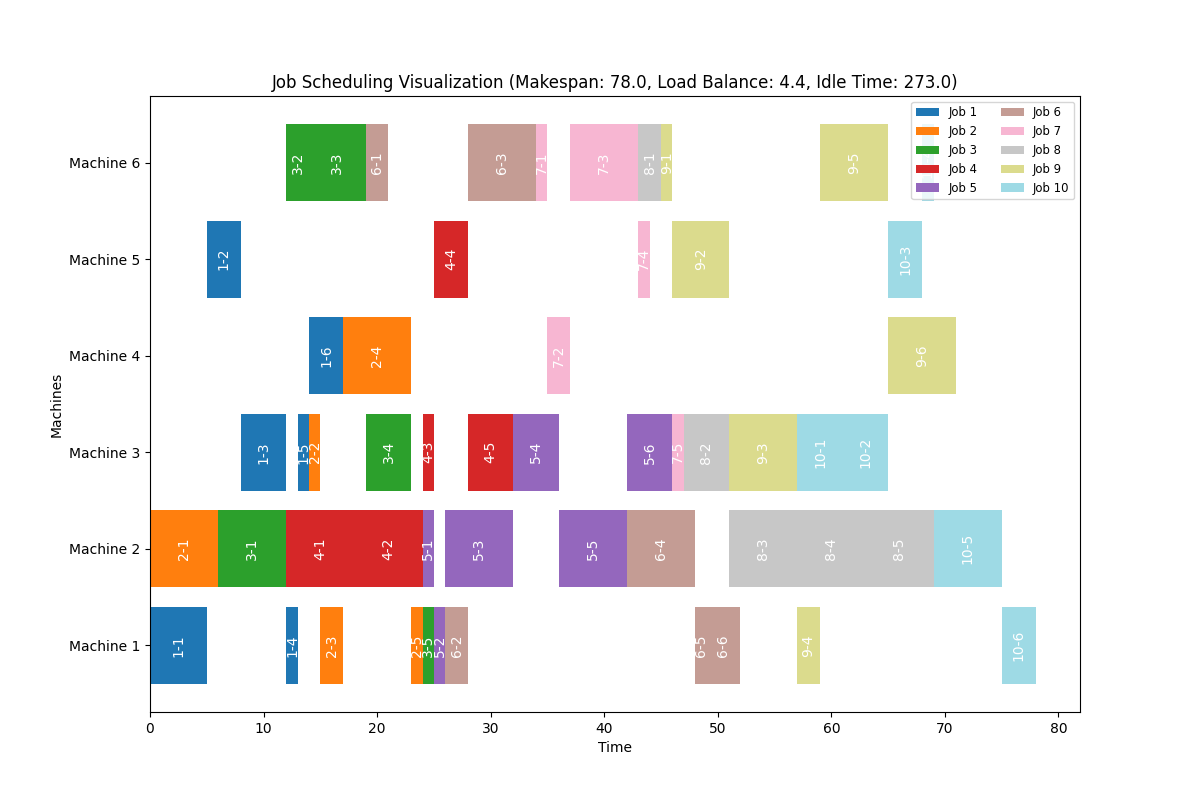 Job Scheduling Visualization (Makespan: 78.0, Load Balance: 4.4, Idle Time: 273.0)
Job 1 Job 6
Job 2 Job 7
Job 3 Job 8
Job 4 Job 9
Job 5 Job 10
Machine 6 3-2 3-3 6-1 6-3 7-1 7-3 8-1 9-1 9-5
Machine 5 1-2 4-4 7-4 9-2 10-3
Machine 4 1-6 2-4 7-2 9-6
Machine 3 1-3 1-5 2-2 3-4 4-3 4-5 5-4 5-6 7-5 8-2 9-3 10-1 10-2
Machine 2 2-1 3-1 4-1 4-2 5-1 5-3 5-5 6-4 8-3 8-4 8-5 10-5
Machine 1 1-1 1-4 2-3 2-5 3-5 5-2 6-2 6-5 6-6 9-4 10-6
Machines
0 10 20 30 40 50 60 70 80
Time